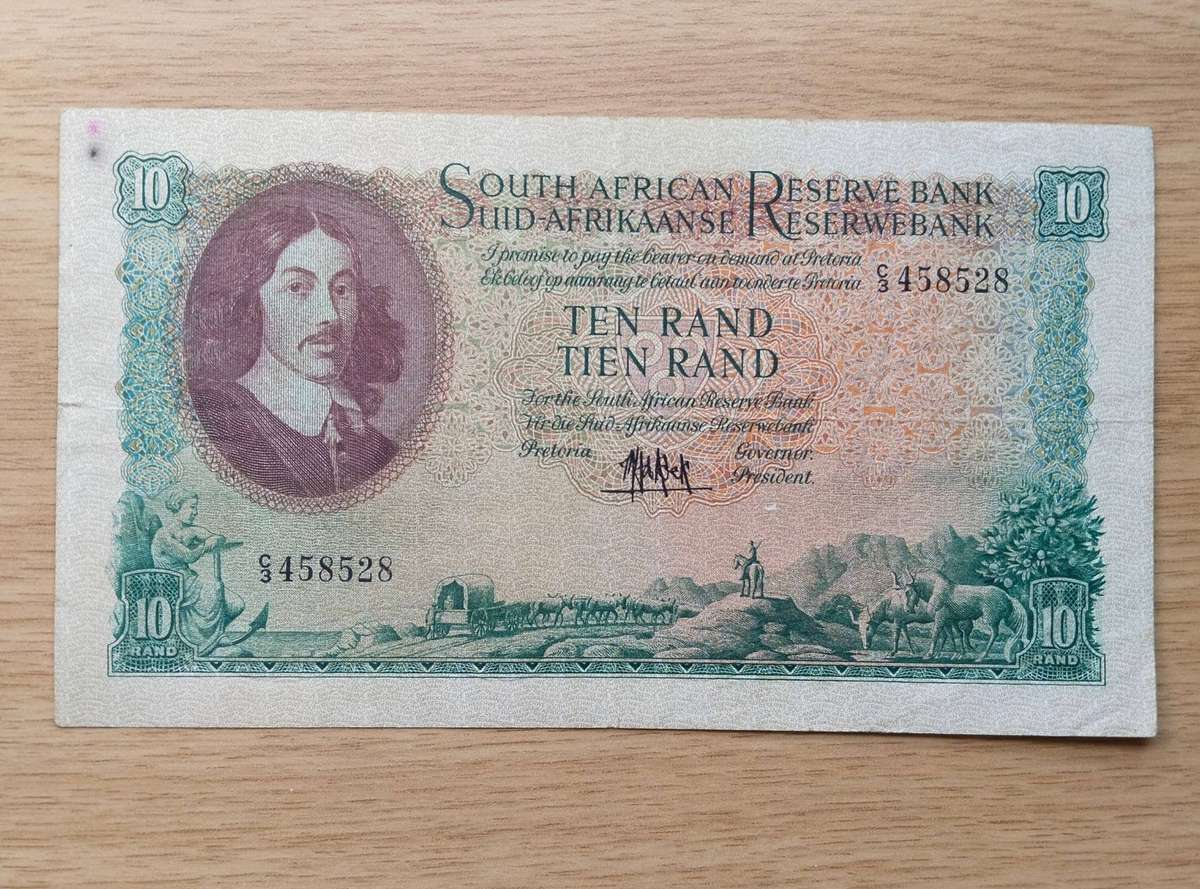 10
SOUTH AFRICAN RESERVE BANK
SUID-AFRIKAANSE RESERWEBANK
10
I promise to pay the bearer on demand at Pretoria
Ek beloof op aanvraag te betaal aan toonder te Pretoria
C/3 458528
TEN RAND
TIEN RAND
For the South African Reserve Bank.
Vir die Suid-Afrikaanse Reserwebank
Pretoria
Governor.
President.
C/3 458528
10
RAND
10
RAND